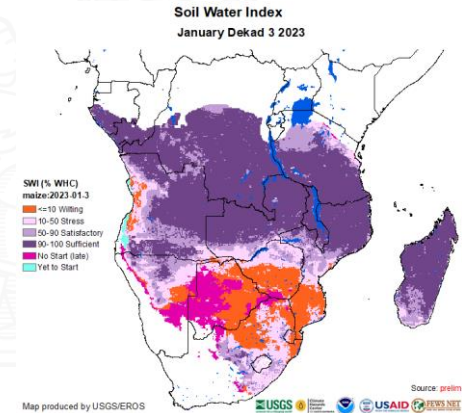 Soil Water Index
January Dekad 3 2023
SWI (% WHC)
maize:2023-01-3
<=10 Wilting
10-50 Stress
50-90 Satisfactory
90-100 Sufficient
No Start (late)
Yet to Start
Source: prelim
Map produced by USGS/EROS
USGS
USAID
FEWS NET